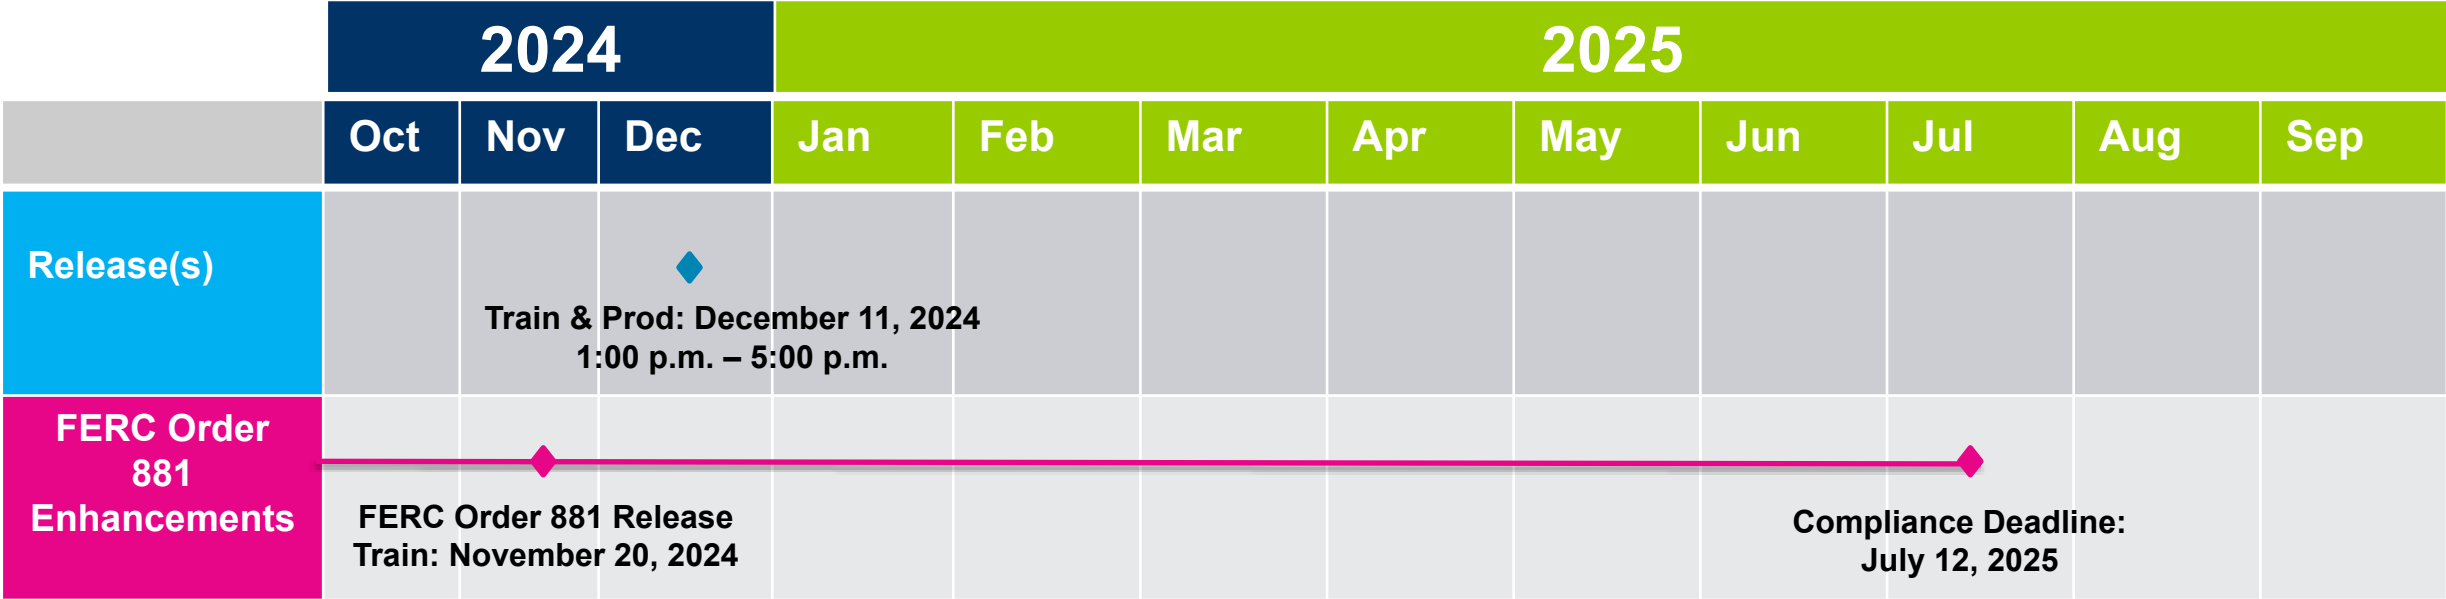 2024
2025
Oct
Nov
Dec
Jan
Feb
Mar
Apr
May
Jun
Jul
Aug
Sep
Release(s)
Train & Prod: December 11, 2024
1:00 p.m. – 5:00 p.m.
FERC Order
881
Enhancements
FERC Order 881 Release
Train: November 20, 2024
Compliance Deadline:
July 12, 2025